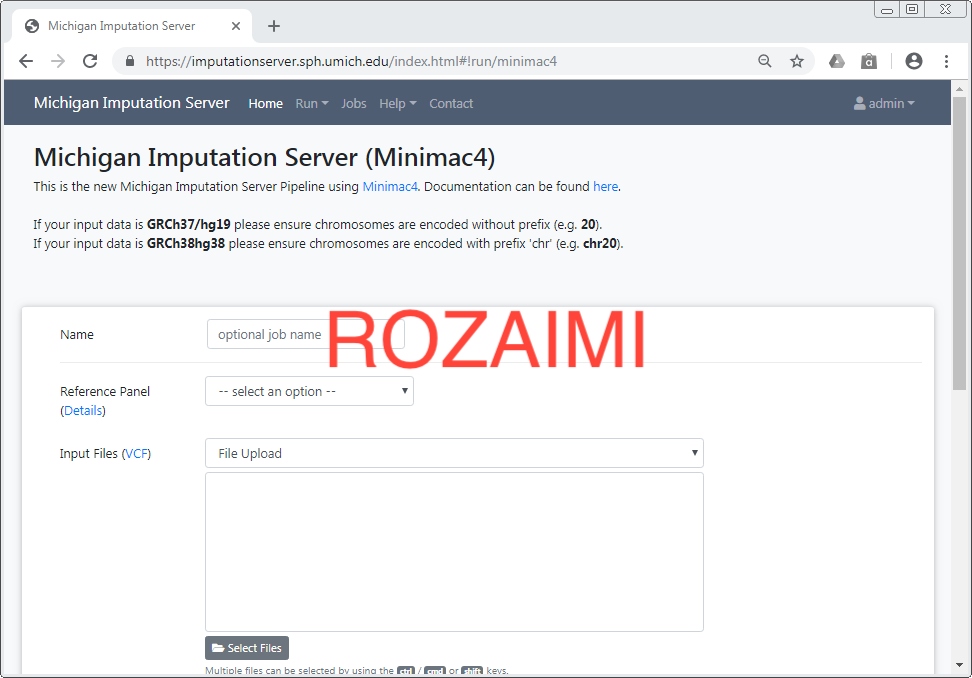 Michigan Imputation Server
https://imputationserver.sph.umich.edu/index.html#!run/minimac4
Michigan Imputation Server Home Run Jobs Help Contact admin
Michigan Imputation Server (Minimac4)
This is the new Michigan Imputation Server Pipeline using Minimac4. Documentation can be found here.
If your input data is GRCh37/hg19 please ensure chromosomes are encoded without prefix (e.g. 20).
If your input data is GRCh38hg38 please ensure chromosomes are encoded with prefix 'chr' (e.g. chr20).
Name optional job name ROZAIMI
Reference Panel -- select an option --
(Details)
Input Files (VCF) File Upload
Select Files
Multiple files can be selected by using the ctrl / cmd or shift keys.